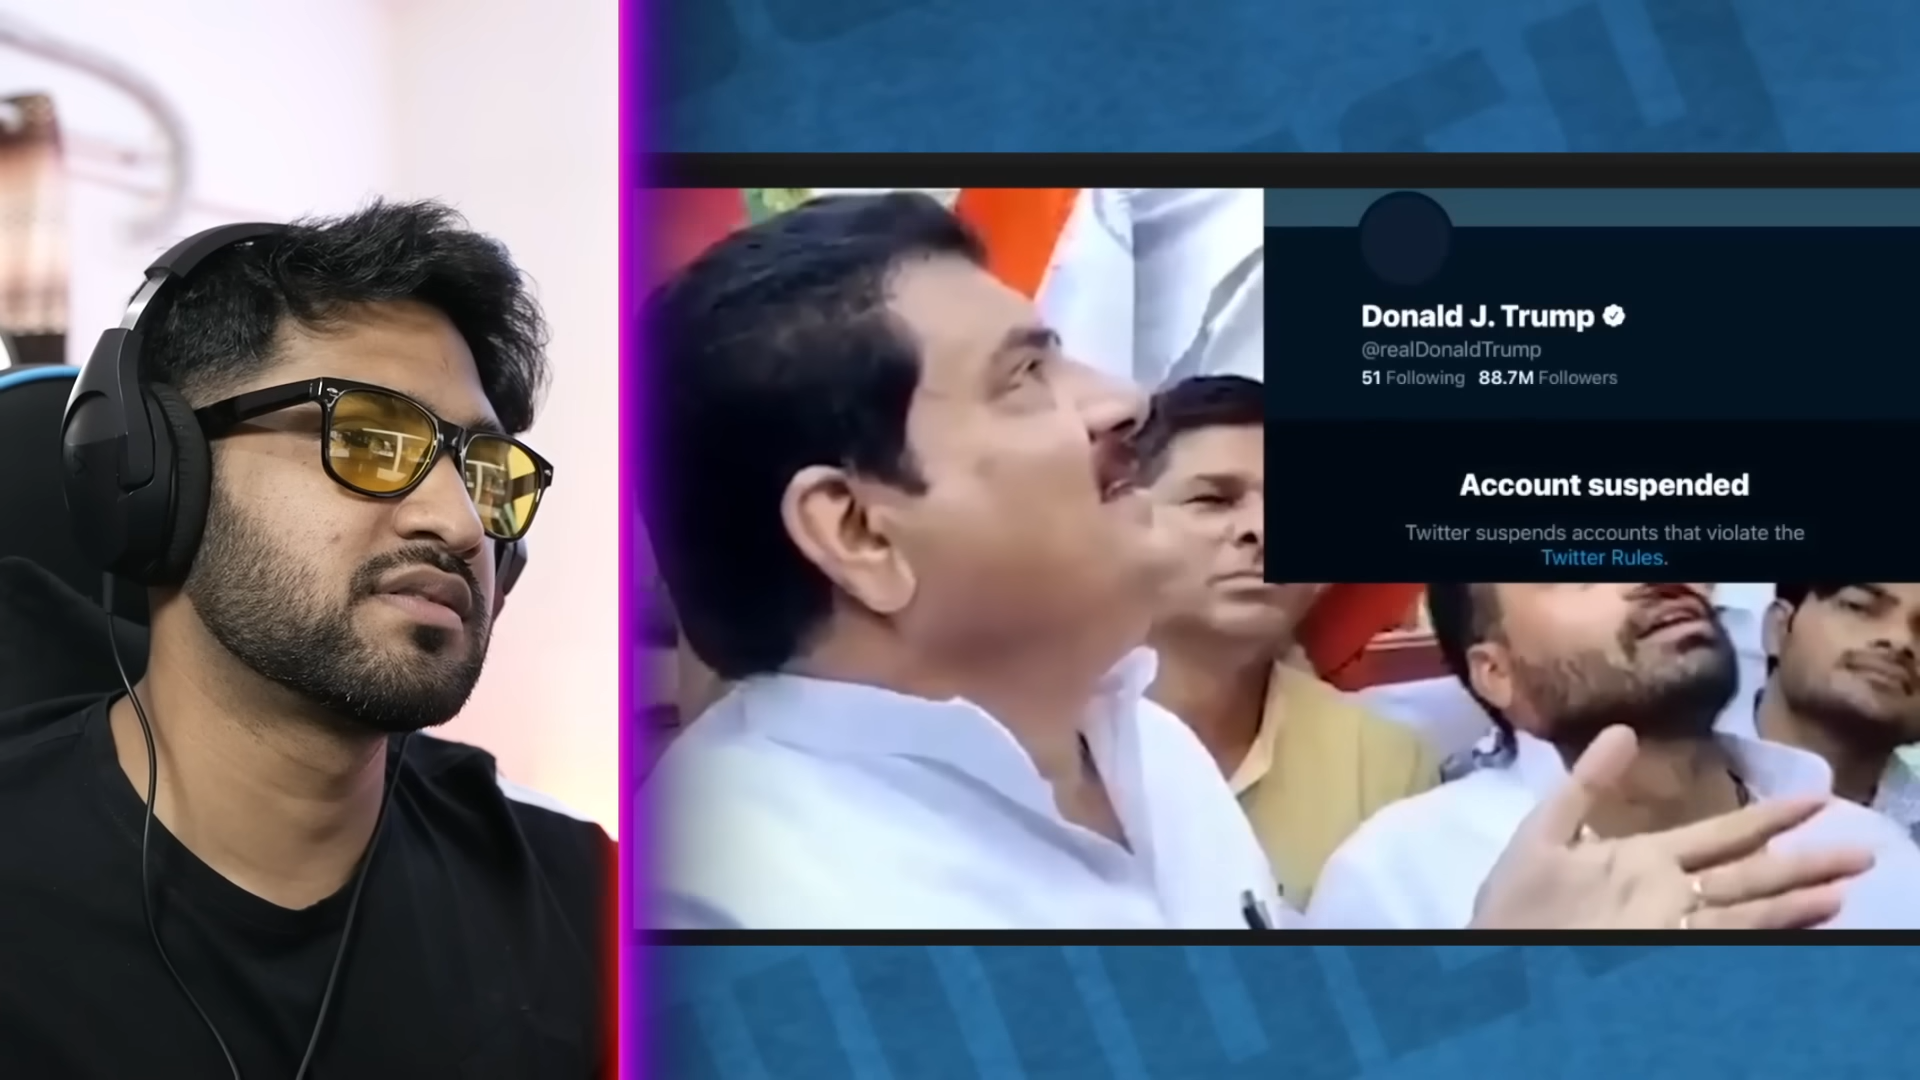 Donald J. Trump
@realDonaldTrump
51 Following 88.7M Followers
Account suspended
Twitter suspends accounts that violate the
Twitter Rules.